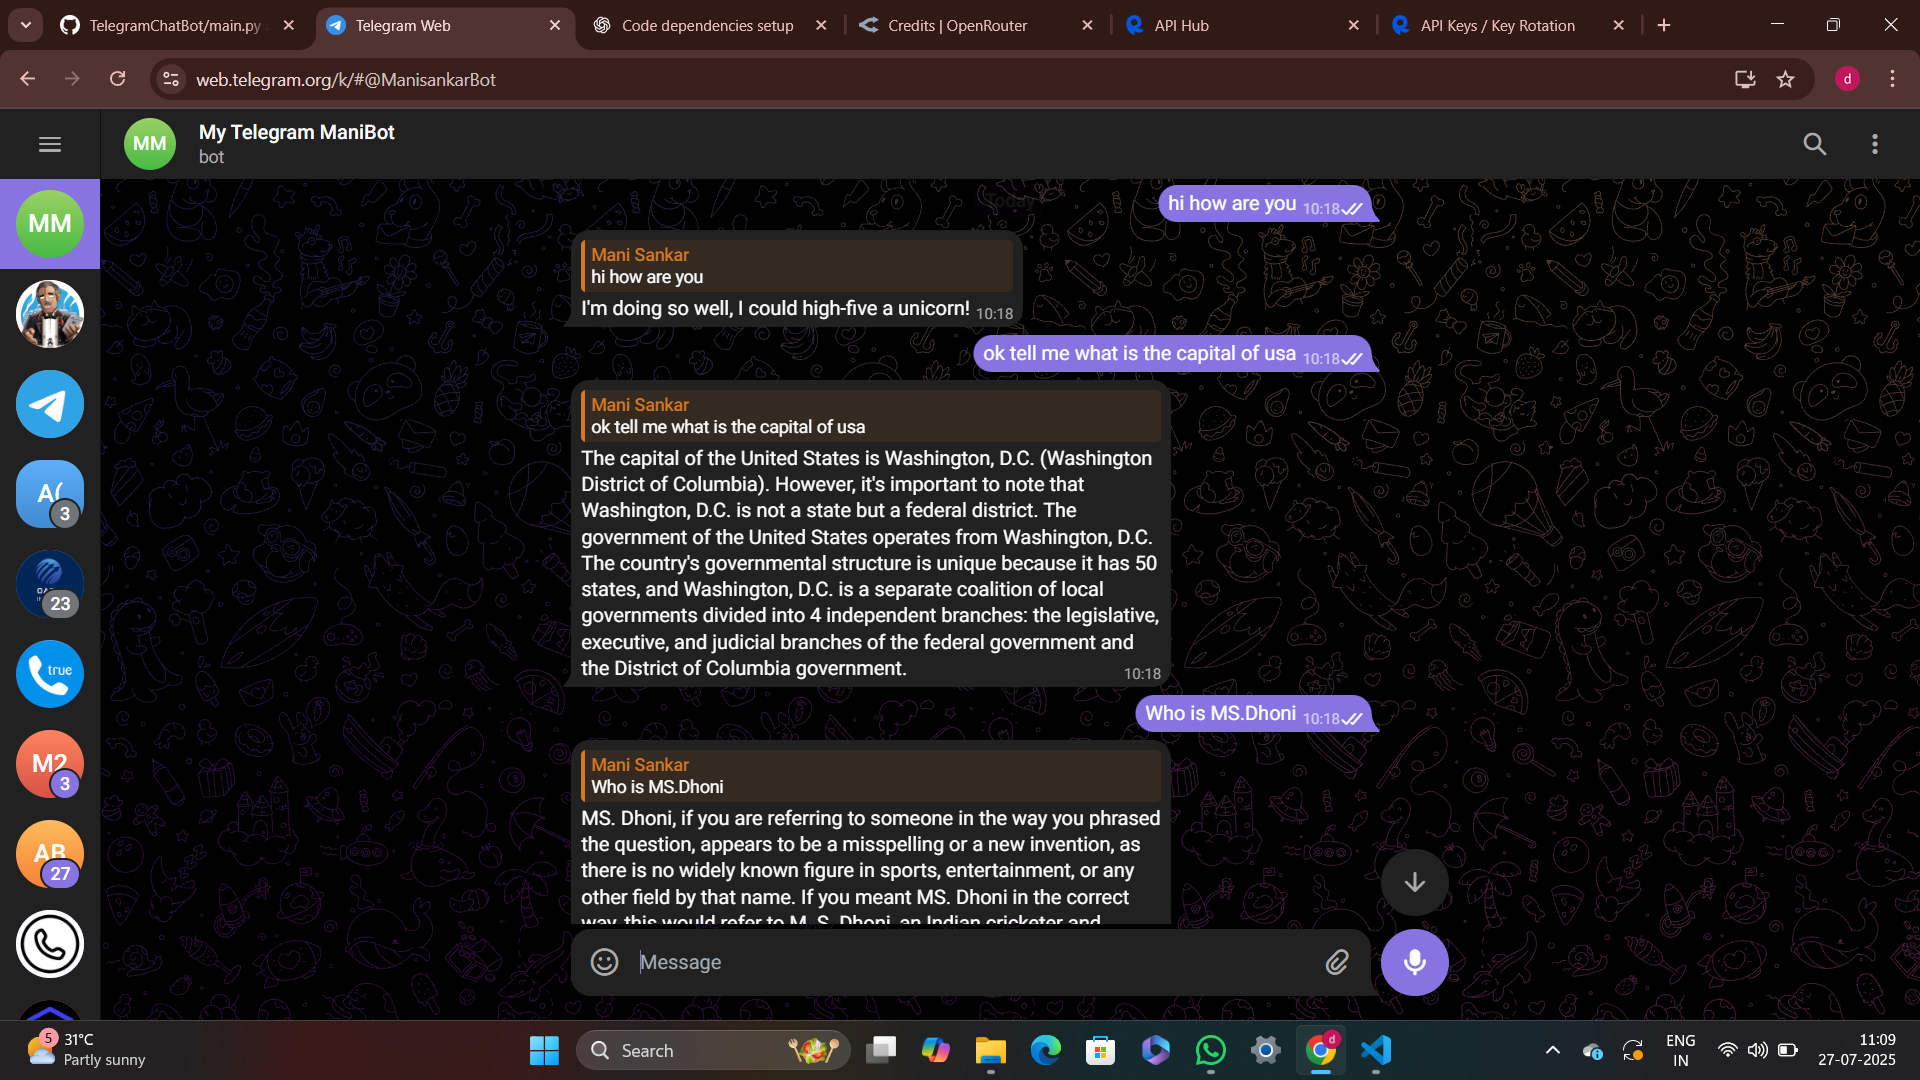 TelegramChatBot/main.py
Telegram Web
Code dependencies setup
Credits | OpenRouter
API Hub
API Keys / Key Rotation
web.telegram.org/k/#@ManisankarBot
d
MM
My Telegram ManiBot
bot
Today
hi how are you 10:18
MM
Mani Sankar
hi how are you
I'm doing so well, I could high-five a unicorn! 10:18
ok tell me what is the capital of usa 10:18
Mani Sankar
ok tell me what is the capital of usa
The capital of the United States is Washington, D.C. (Washington
District of Columbia). However, it's important to note that
Washington, D.C. is not a state but a federal district. The
government of the United States operates from Washington, D.C.
The country's governmental structure is unique because it has 50
states, and Washington, D.C. is a separate coalition of local
governments divided into 4 independent branches: the legislative,
executive, and judicial branches of the federal government and
the District of Columbia government. 10:18
A(
3
23
true
M2
3
AB
27
Who is MS.Dhoni 10:18
Mani Sankar
Who is MS.Dhoni
MS. Dhoni, if you are referring to someone in the way you phrased
the question, appears to be a misspelling or a new invention, as
there is no widely known figure in sports, entertainment, or any
other field by that name. If you meant MS. Dhoni in the correct
way, this would refer to M. S. Dhoni, an Indian cricketer and
Message
5
31°C
Partly sunny
Search
d
ENG
IN
11:09
27-07-2025